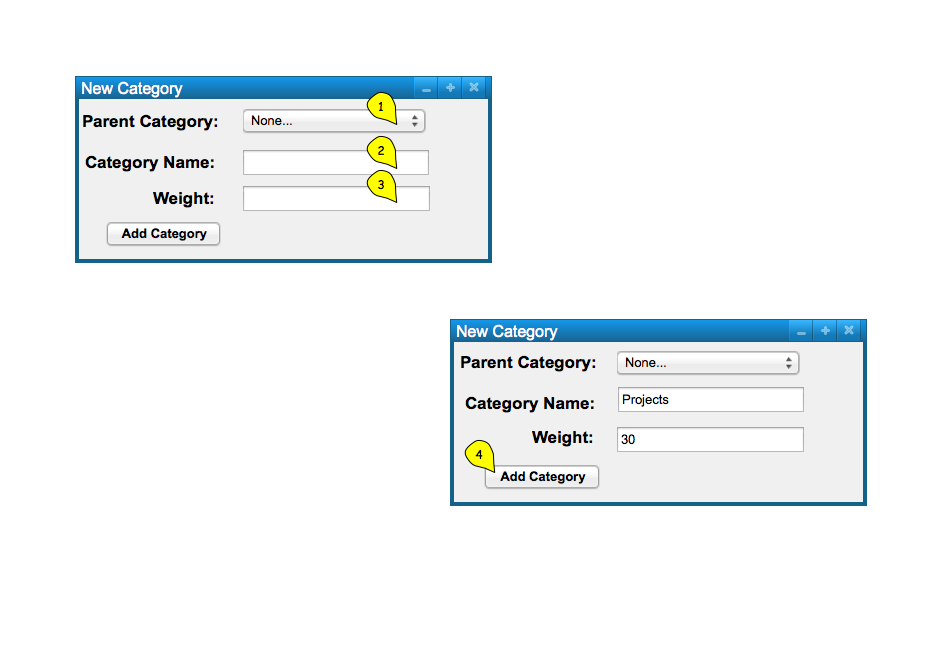 New Category
1
Parent Category: None...
2
Category Name:
3
Weight:
Add Category
New Category
Parent Category: None...
Category Name: Projects
Weight: 30
4
Add Category